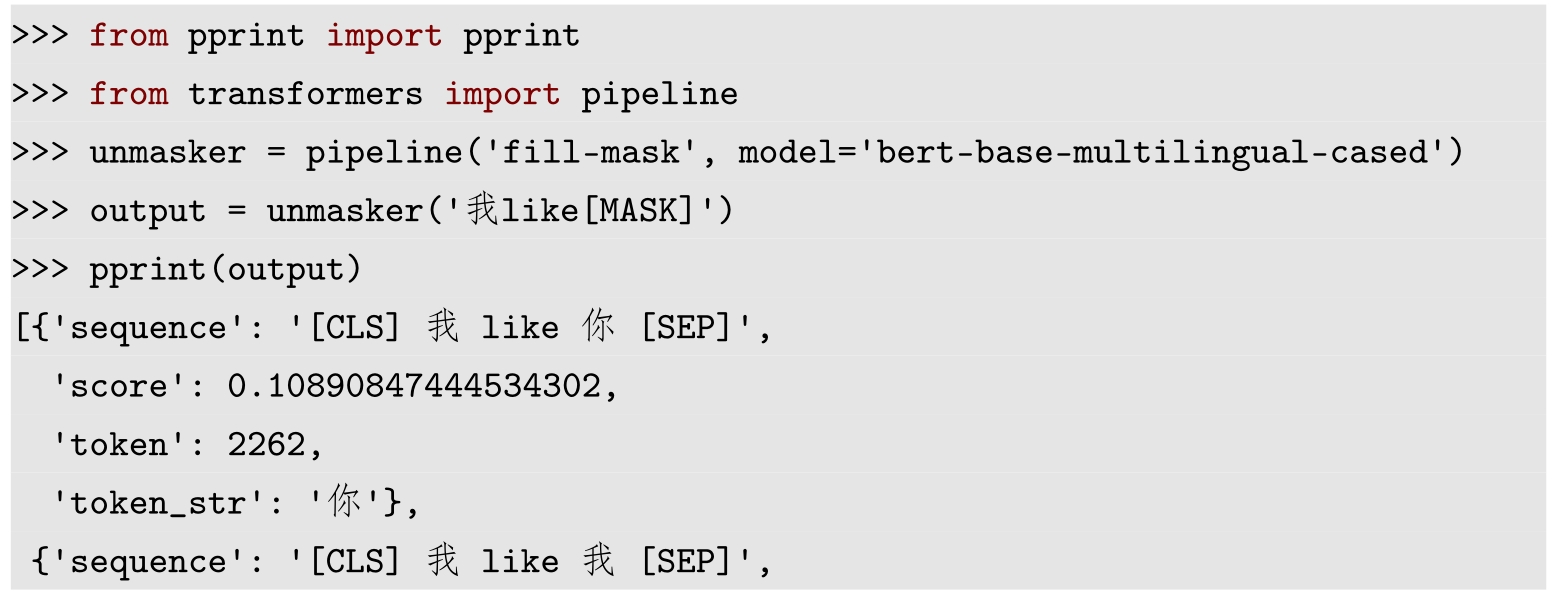 >>> from pprint import pprint
>>> from transformers import pipeline
>>> unmasker = pipeline('fill-mask', model='bert-base-multilingual-cased')
>>> output = unmasker('我like[MASK]')
>>> pprint(output)
[{'sequence': '[CLS] 我 like 你 [SEP]',
  'score': 0.10890847444534302,
  'token': 2262,
  'token_str': '你'},
 {'sequence': '[CLS] 我 like 我 [SEP]',